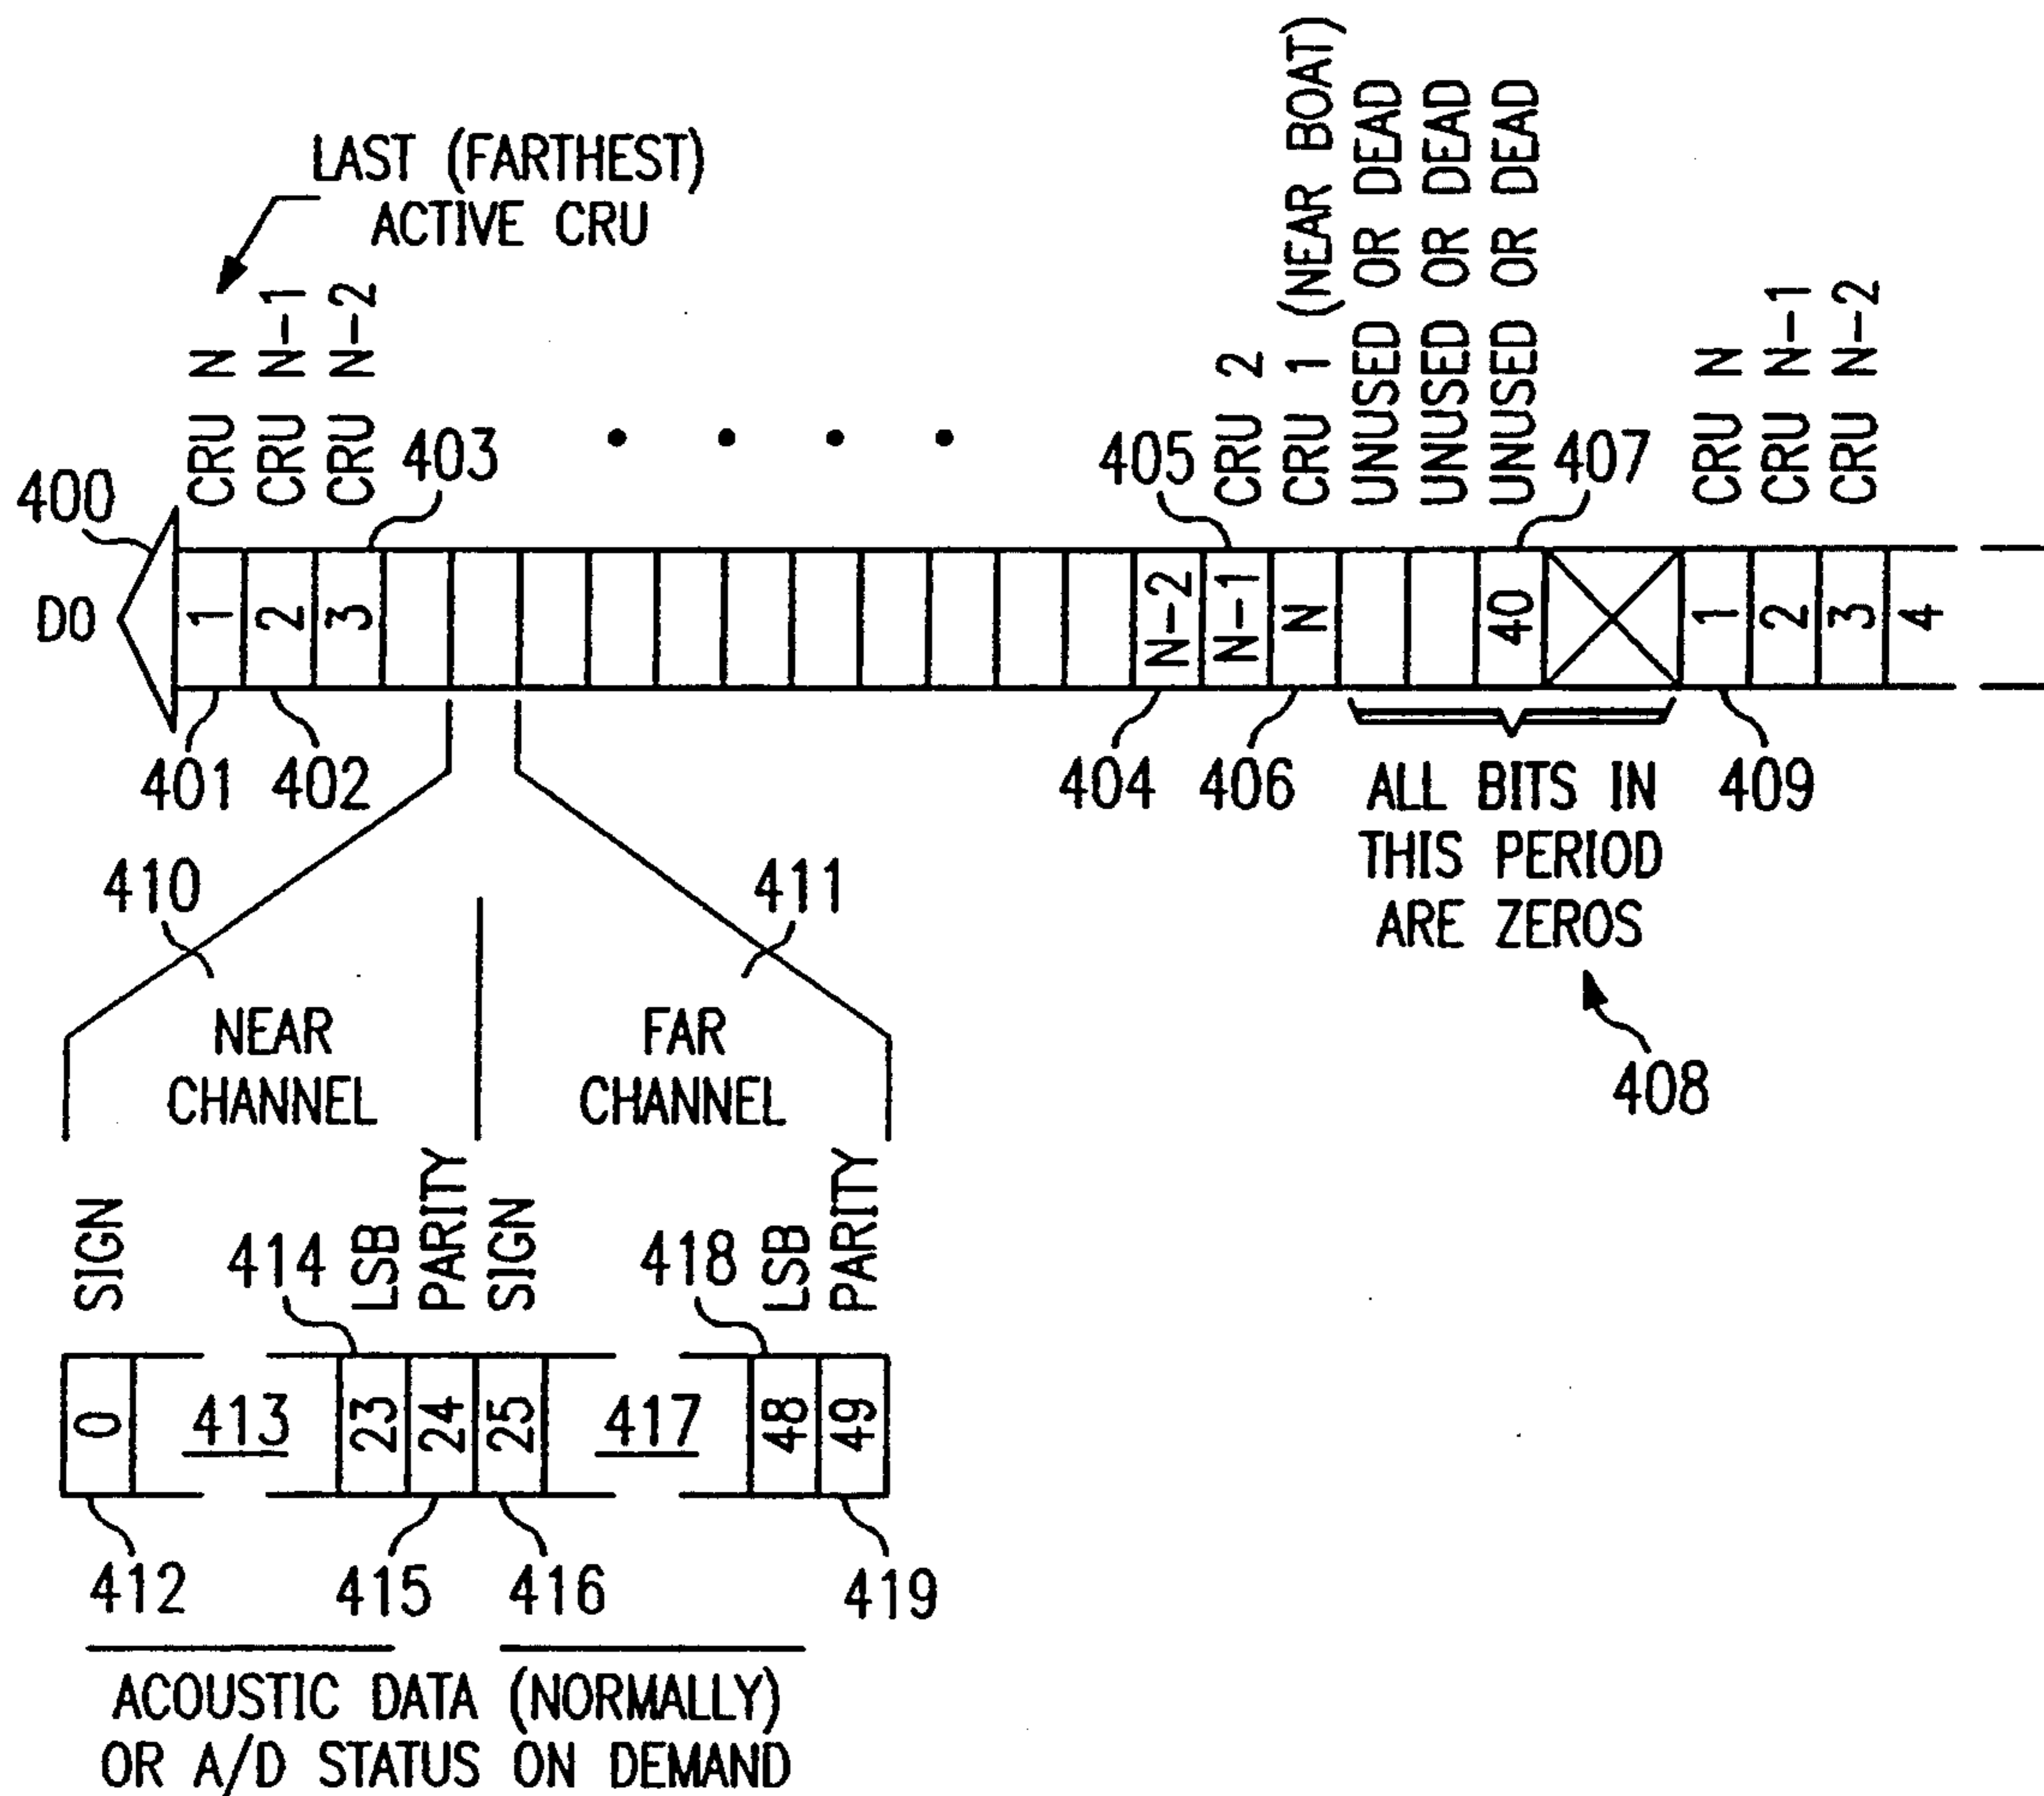 LAST (FARTHEST)
ACTIVE CRU
CRU N
CRU N-1
CRU N-2
403
405
CRU 2
CRU 1 (NEAR BOAT)
UNUSED OR DEAD
UNUSED OR DEAD
UNUSED OR DEAD
407
CRU N
CRU N-1
CRU N-2
400
DO
1
2
3
N-2
N-1
N
40
1
2
3
4
401
402
404
406
ALL BITS IN
THIS PERIOD
ARE ZEROS
409
408
410
411
NEAR
CHANNEL
FAR
CHANNEL
SIGN
414
LSB
PARITY
SIGN
418
LSB
PARITY
0
413
23
24
25
417
48
49
412
415
416
419
ACOUSTIC DATA (NORMALLY)
OR A/D STATUS ON DEMAND